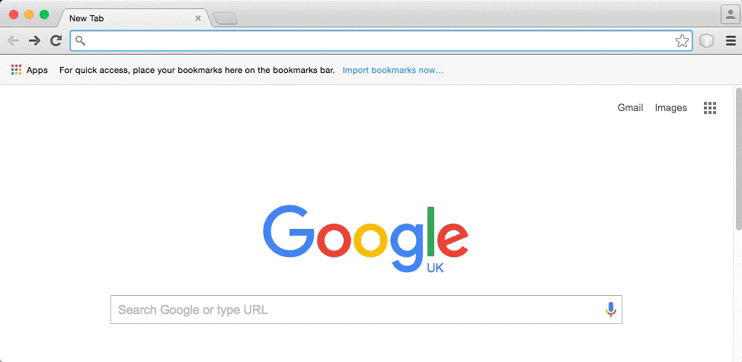 New Tab
Apps For quick access, place your bookmarks here on the bookmarks bar. Import bookmarks now...
Gmail Images
Google
UK
Search Google or type URL